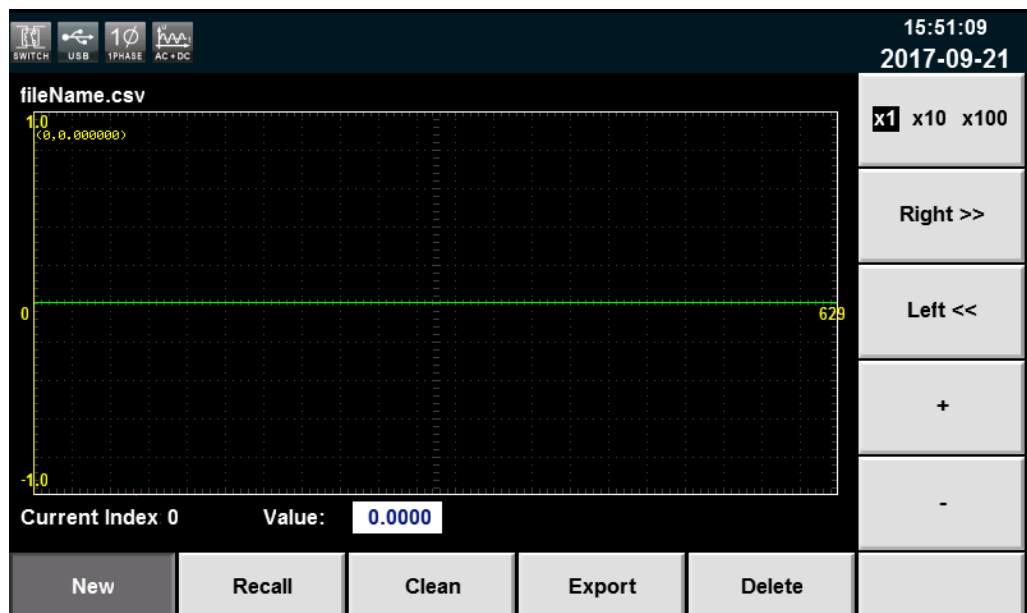 SWITCH USB 1Ø 1PHASE AC+DC
15:51:09
2017-09-21
fileName.csv
1.0
(0,0.000000)
0
629
-1.0
Current Index: 0 Value: 0.0000
x1 x10 x100
Right >>
Left <<
+
-
New Recall Clean Export Delete